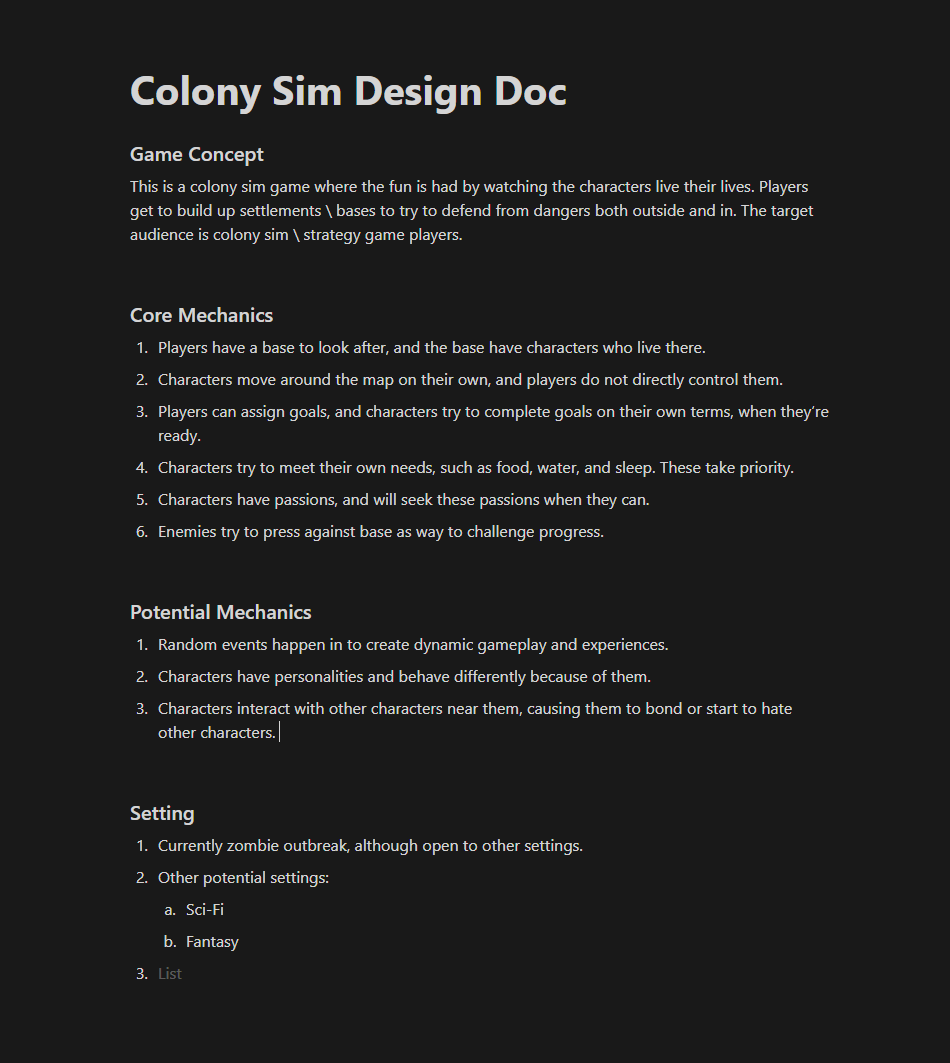 Colony Sim Design Doc
Game Concept
This is a colony sim game where the fun is had by watching the characters live their lives. Players
get to build up settlements \ bases to try to defend from dangers both outside and in. The target
audience is colony sim \ strategy game players.
Core Mechanics
1. Players have a base to look after, and the base have characters who live there.
2. Characters move around the map on their own, and players do not directly control them.
3. Players can assign goals, and characters try to complete goals on their own terms, when they're
ready.
4. Characters try to meet their own needs, such as food, water, and sleep. These take priority.
5. Characters have passions, and will seek these passions when they can.
6. Enemies try to press against base as way to challenge progress.
Potential Mechanics
1. Random events happen in to create dynamic gameplay and experiences.
2. Characters have personalities and behave differently because of them.
3. Characters interact with other characters near them, causing them to bond or start to hate
other characters.
Setting
1. Currently zombie outbreak, although open to other settings.
2. Other potential settings:
a. Sci-Fi
b. Fantasy
3. List